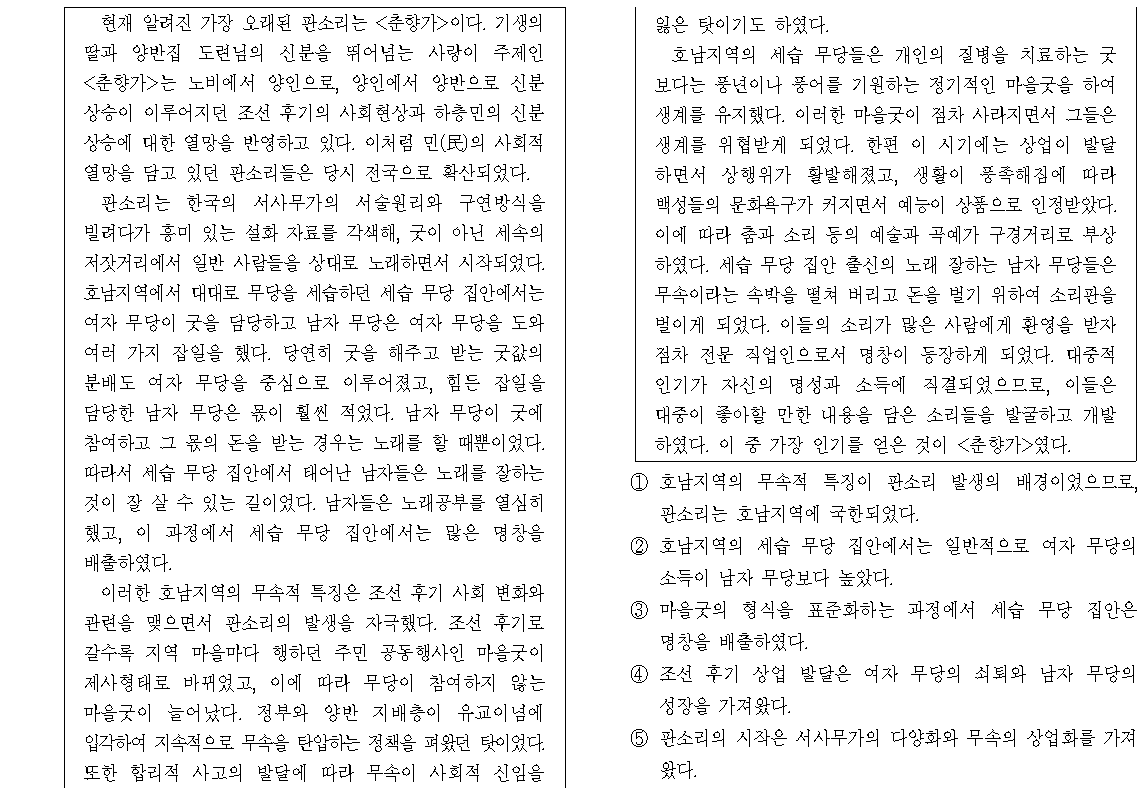 현재 알려진 가장 오래된 판소리는 <춘향가>이다. 기생의
딸과 양반집 도련님의 신분을 뛰어넘는 사랑이 주제인
<춘향가>는 노비에서 양인으로, 양인에서 양반으로 신분
상승이 이루어지던 조선 후기의 사회현상과 하층민의 신분
상승에 대한 열망을 반영하고 있다. 이처럼 민(民)의 사회적
열망을 담고 있던 판소리들은 당시 전국으로 확산되었다.
판소리는 한국의 서사무가의 서술원리와 구연방식을
빌려다가 흥미 있는 설화 자료를 각색해, 굿이 아닌 세속의
저잣거리에서 일반 사람들을 상대로 노래하면서 시작되었다.
호남지역에서 대대로 무당을 세습하던 세습 무당 집안에서는
여자 무당이 굿을 담당하고 남자 무당은 여자 무당을 도와
여러 가지 잡일을 했다. 당연히 굿을 해주고 받는 굿값의
분배도 여자 무당을 중심으로 이루어졌고, 힘든 잡일을
담당한 남자 무당은 몫이 훨씬 적었다. 남자 무당이 굿에
참여하고 그 몫의 돈을 받는 경우는 노래를 할 때뿐이었다.
따라서 세습 무당 집안에서 태어난 남자들은 노래를 잘하는
것이 잘 살 수 있는 길이었다. 남자들은 노래공부를 열심히
했고, 이 과정에서 세습 무당 집안에서는 많은 명창을
배출하였다.
이러한 호남지역의 무속적 특징은 조선 후기 사회 변화와
관련을 맺으면서 판소리의 발생을 자극했다. 조선 후기로
갈수록 지역 마을마다 행하던 주민 공동행사인 마을굿이
제사형태로 바뀌었고, 이에 따라 무당이 참여하지 않는
마을굿이 늘어났다. 정부와 양반 지배층이 유교이념에
입각하여 지속적으로 무속을 탄압하는 정책을 펴왔던 탓이었다.
또한 합리적 사고의 발달에 따라 무속이 사회적 신임을
잃은 탓이기도 하였다.
호남지역의 세습 무당들은 개인의 질병을 치료하는 굿
보다는 풍년이나 풍어를 기원하는 정기적인 마을굿을 하여
생계를 유지했다. 이러한 마을굿이 점차 사라지면서 그들은
생계를 위협받게 되었다. 한편 이 시기에는 상업이 발달
하면서 상행위가 활발해졌고, 생활이 풍족해짐에 따라
백성들의 문화욕구가 커지면서 예능이 상품으로 인정받았다.
이에 따라 춤과 소리 등의 예술과 곡예가 구경거리로 부상
하였다. 세습 무당 집안 출신의 노래 잘하는 남자 무당들은
무속이라는 속박을 떨쳐 버리고 돈을 벌기 위하여 소리판을
벌이게 되었다. 이들의 소리가 많은 사람에게 환영을 받자
점차 전문 직업인으로서 명창이 등장하게 되었다. 대중적
인기가 자신의 명성과 소득에 직결되었으므로, 이들은
대중이 좋아할 만한 내용을 담은 소리들을 발굴하고 개발
하였다. 이 중 가장 인기를 얻은 것이 <춘향가>였다.
① 호남지역의 무속적 특징이 판소리 발생의 배경이었으므로,
판소리는 호남지역에 국한되었다.
② 호남지역의 세습 무당 집안에서는 일반적으로 여자 무당의
소득이 남자 무당보다 높았다.
③ 마을굿의 형식을 표준화하는 과정에서 세습 무당 집안은
명창을 배출하였다.
④ 조선 후기 상업 발달은 여자 무당의 쇠퇴와 남자 무당의
성장을 가져왔다.
⑤ 판소리의 시작은 서사무가의 다양화와 무속의 상업화를 가져
왔다.